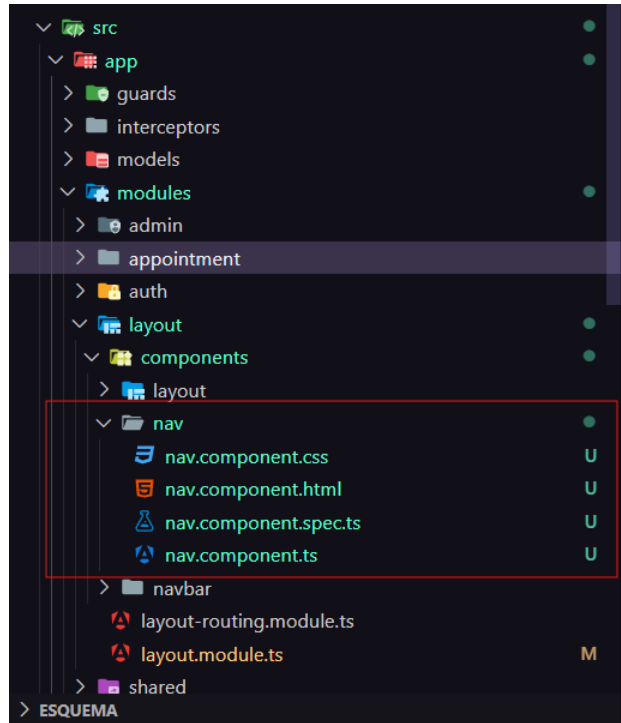 src
app
guards
interceptors
models
modules
admin
appointment
auth
layout
components
layout
nav
nav.component.css U
nav.component.html U
nav.component.spec.ts U
nav.component.ts U
navbar
layout-routing.module.ts
layout.module.ts M
shared
ESQUEMA